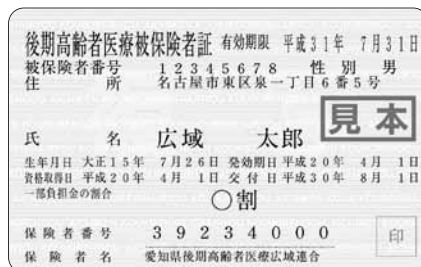 後期高齢者医療被保険者証 有効期限 平成31年 7月31日
被保険者番号 12345678 性別 男
住所 名古屋市東区泉一丁目6番5号
見本
氏名 広域 太郎
生年月日 大正15年 7月26日 発効期日 平成20年 4月 1日
資格取得日 平成20年 4月 1日 交付日 平成30年 8月 1日
一部負担金の割合
〇割
保険者番号 39234000
印
保険者名 愛知県後期高齢者医療広域連合